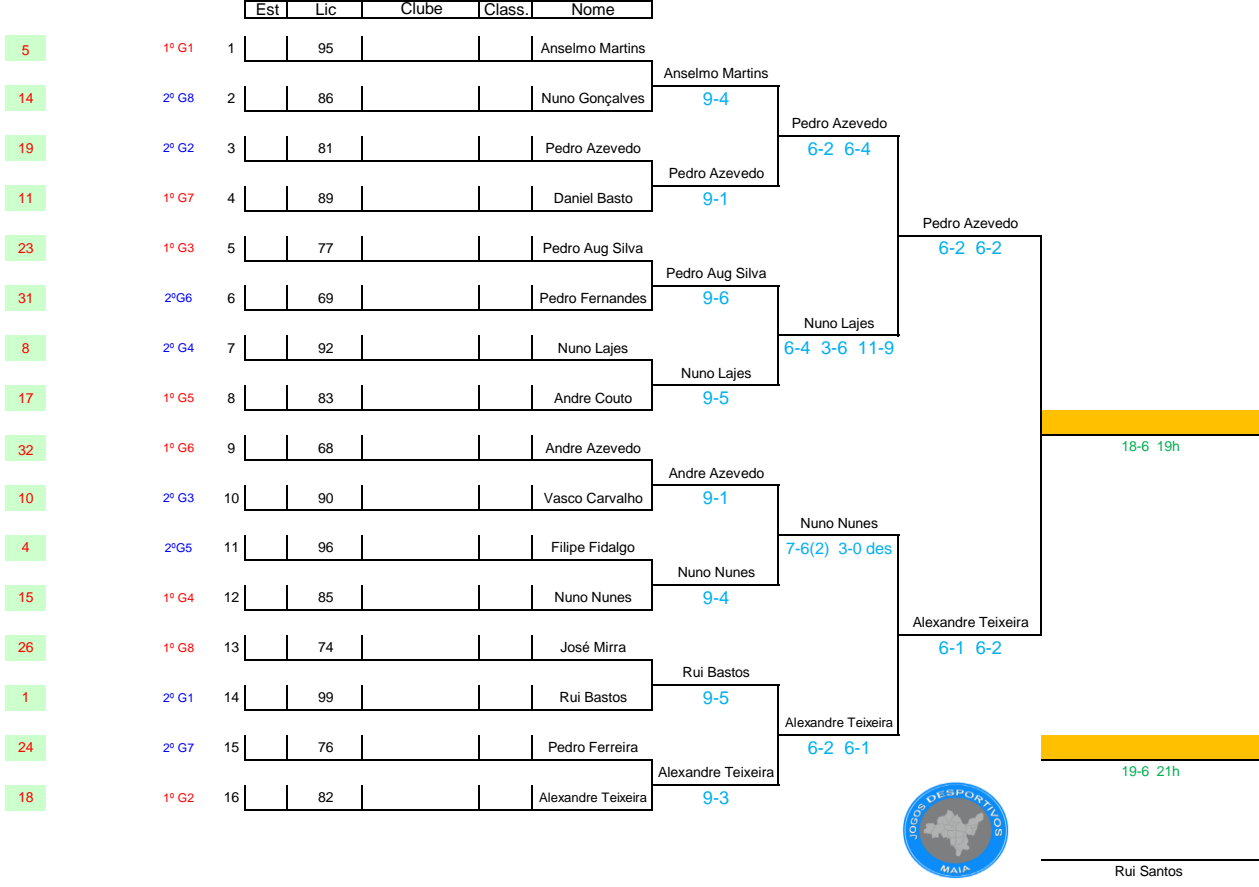 Est Lic Clube Class. Nome
5 1º G1 1 95 Anselmo Martins
Anselmo Martins
14 2º G8 2 86 Nuno Gonçalves 9-4
Pedro Azevedo
19 2º G2 3 81 Pedro Azevedo 6-2 6-4
Pedro Azevedo
11 1º G7 4 89 Daniel Basto 9-1
Pedro Azevedo
23 1º G3 5 77 Pedro Aug Silva 6-2 6-2
Pedro Aug Silva
31 2ºG6 6 69 Pedro Fernandes 9-6
Nuno Lajes
8 2º G4 7 92 Nuno Lajes 6-4 3-6 11-9
Nuno Lajes
17 1º G5 8 83 Andre Couto 9-5
32 1º G6 9 68 Andre Azevedo 18-6 19h
Andre Azevedo
10 2º G3 10 90 Vasco Carvalho 9-1
Nuno Nunes
4 2ºG5 11 96 Filipe Fidalgo 7-6(2) 3-0 des
Nuno Nunes
15 1º G4 12 85 Nuno Nunes 9-4
Alexandre Teixeira
26 1º G8 13 74 José Mirra 6-1 6-2
Rui Bastos
1 2º G1 14 99 Rui Bastos 9-5
Alexandre Teixeira
24 2º G7 15 76 Pedro Ferreira 6-2 6-1
Alexandre Teixeira 19-6 21h
18 1º G2 16 82 Alexandre Teixeira 9-3
JOGOS DESPORTIVOS
MAIA
Rui Santos